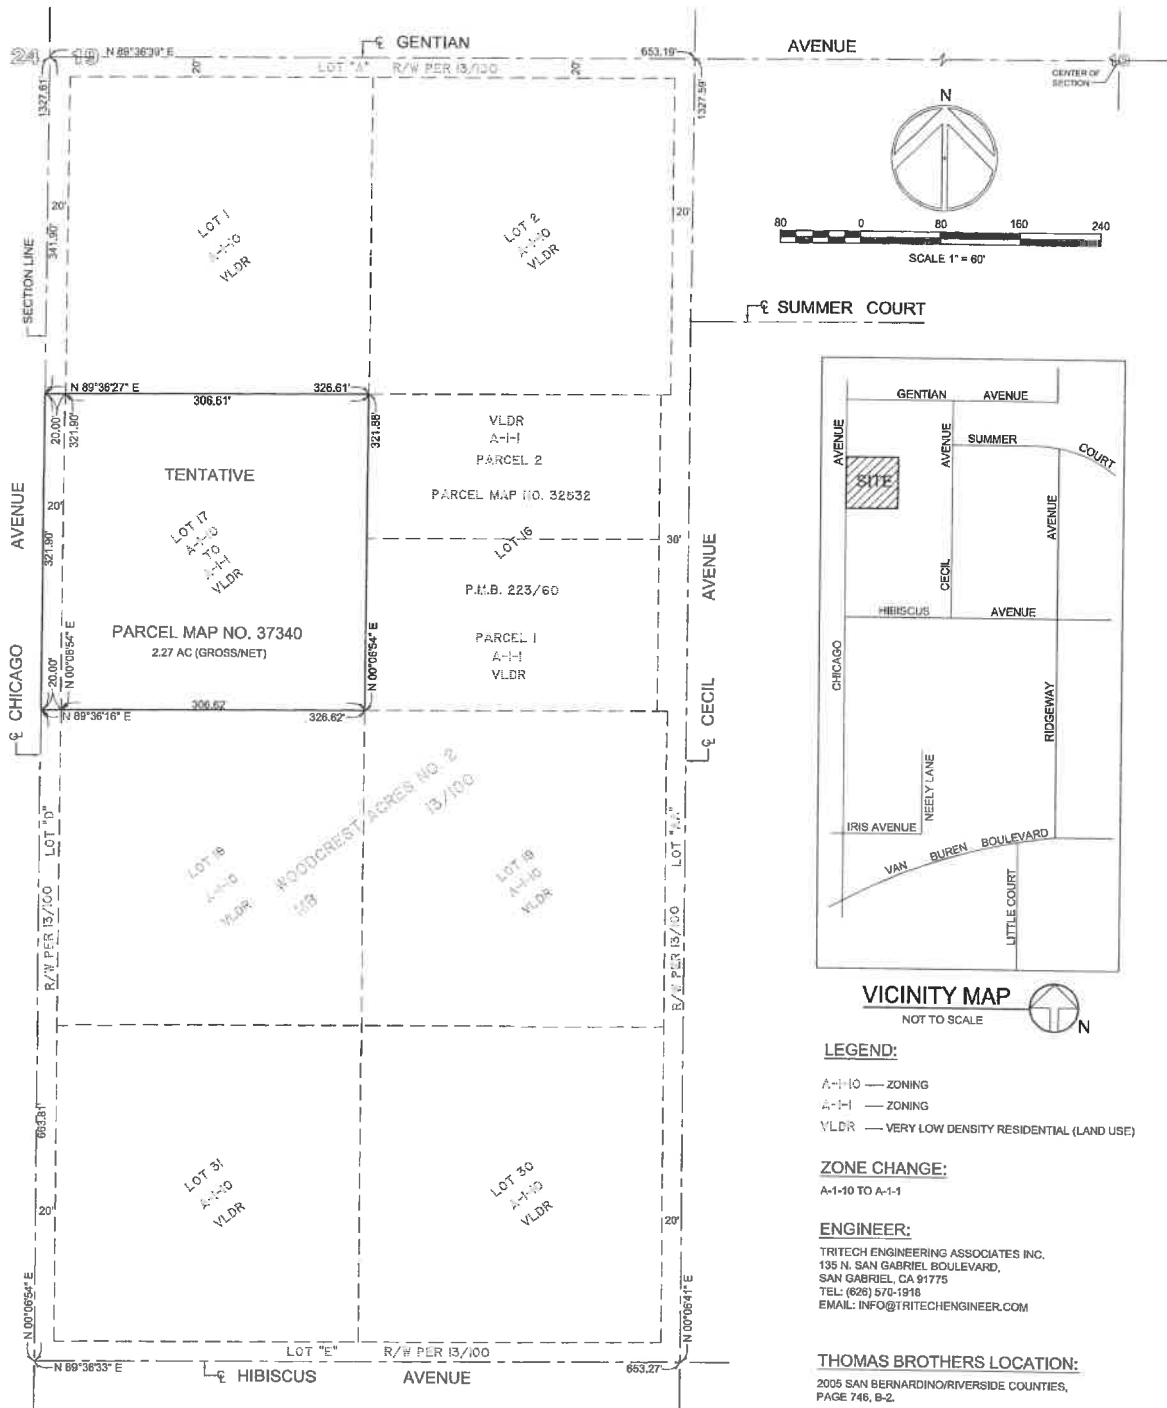 24 19
N 89°36'39" E
℄ GENTIAN
AVENUE
653.19'
LOT "A" R/W PER 13/100
20'
20'
CENTER OF
SECTION
1327.61'
1327.59'
N
20'
341.90'
SECTION LINE
LOT 1
A-1-10
VLDR
LOT 2
A-1-10
VLDR
20'
80 0 80 160 240
SCALE 1" = 60'
℄ SUMMER COURT
N 89°36'27" E
326.61'
306.61'
20.00'
321.90'
321.88'
TENTATIVE
20'
321.90'
LOT 17
A-1-10
TO
A-1-1
VLDR
PARCEL MAP NO. 37340
2.27 AC (GROSS/NET)
20.00'
N 00°06'54" E
N 00°06'54" E
306.62'
N 89°36'16" E
326.62'
℄ CHICAGO AVENUE
VLDR
A-1-1
PARCEL 2
PARCEL MAP NO. 32532
LOT 16
30'
P.M.B. 223/60
PARCEL 1
A-1-1
VLDR
℄ CECIL AVENUE
WOODCREST ACRES NO. 2
MB 13/100
LOT 18
A-1-10
VLDR
LOT 19
A-1-10
VLDR
R/W PER 13/100 LOT "D"
R/W PER 13/100 LOT "AA"
663.81'
20'
LOT 31
A-1-10
VLDR
LOT 30
A-1-10
VLDR
20'
N 00°06'54" E
N 00°06'41" E
LOT "E" R/W PER 13/100
N 89°36'33" E
℄ HIBISCUS AVENUE
653.27'
GENTIAN AVENUE
AVENUE
AVENUE
SUMMER COURT
SITE
AVENUE
CECIL
HIBISCUS AVENUE
CHICAGO
RIDGEWAY
NEELY LANE
IRIS AVENUE
VAN BUREN BOULEVARD
LITTLE COURT
VICINITY MAP
NOT TO SCALE
N
LEGEND:
A-1-10 — ZONING
A-1-1 — ZONING
VLDR — VERY LOW DENSITY RESIDENTIAL (LAND USE)
ZONE CHANGE:
A-1-10 TO A-1-1
ENGINEER:
TRITECH ENGINEERING ASSOCIATES INC.
135 N. SAN GABRIEL BOULEVARD,
SAN GABRIEL, CA 91775
TEL: (626) 570-1918
EMAIL: INFO@TRITECHENGINEER.COM
THOMAS BROTHERS LOCATION:
2005 SAN BERNARDINO/RIVERSIDE COUNTIES,
PAGE 746, B-2.